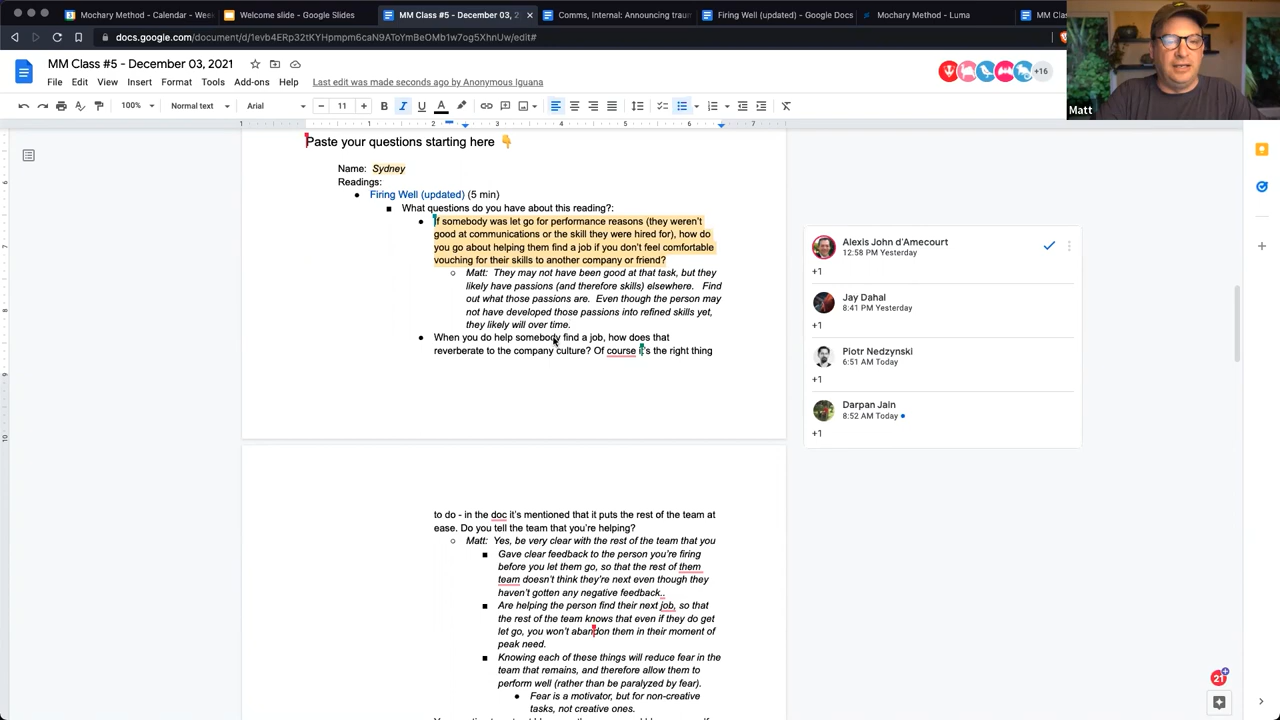 Mochary Method - Calendar - Wee
Welcome slide - Google Slides
MM Class #5 - December 03, 2021
Comms, Internal: Announcing traum
Firing Well (updated) - Google Docs
Mochary Method - Luma
MM Clas
docs.google.com/document/d/1evb4ERp32tKYHpmpm6caN9AToYmBeOMb1w7og5XhnUw/edit#
MM Class #5 - December 03, 2021
File Edit View Insert Format Tools Add-ons Help Last edit was made seconds ago by Anonymous Iguana
+16
Matt
100% Normal text Arial 11 B I U A
1 1 2 3 4 5 6 7
Paste your questions starting here 👇
Name: Sydney
Readings:
● Firing Well (updated) (5 min)
■ What questions do you have about this reading?:
● If somebody was let go for performance reasons (they weren't
good at communications or the skill they were hired for), how do
you go about helping them find a job if you don't feel comfortable
vouching for their skills to another company or friend?
○ Matt: They may not have been good at that task, but they
likely have passions (and therefore skills) elsewhere. Find
out what those passions are. Even though the person may
not have developed those passions into refined skills yet,
they likely will over time.
● When you do help somebody find a job, how does that
reverberate to the company culture? Of course it's the right thing
to do - in the doc it's mentioned that it puts the rest of the team at
ease. Do you tell the team that you're helping?
○ Matt: Yes, be very clear with the rest of the team that you
■ Gave clear feedback to the person you're firing
before you let them go, so that the rest of them
team doesn't think they're next even though they
haven't gotten any negative feedback..
■ Are helping the person find their next job, so that
the rest of the team knows that even if they do get
let go, you won't abandon them in their moment of
peak need.
■ Knowing each of these things will reduce fear in the
team that remains, and therefore allow them to
perform well (rather than be paralyzed by fear).
● Fear is a motivator, but for non-creative
tasks, not creative ones.
Alexis John d'Amecourt
12:58 PM Yesterday
+1
Jay Dahal
8:41 PM Yesterday
+1
Piotr Nedzynski
6:51 AM Today
+1
Darpan Jain
8:52 AM Today
+1
21